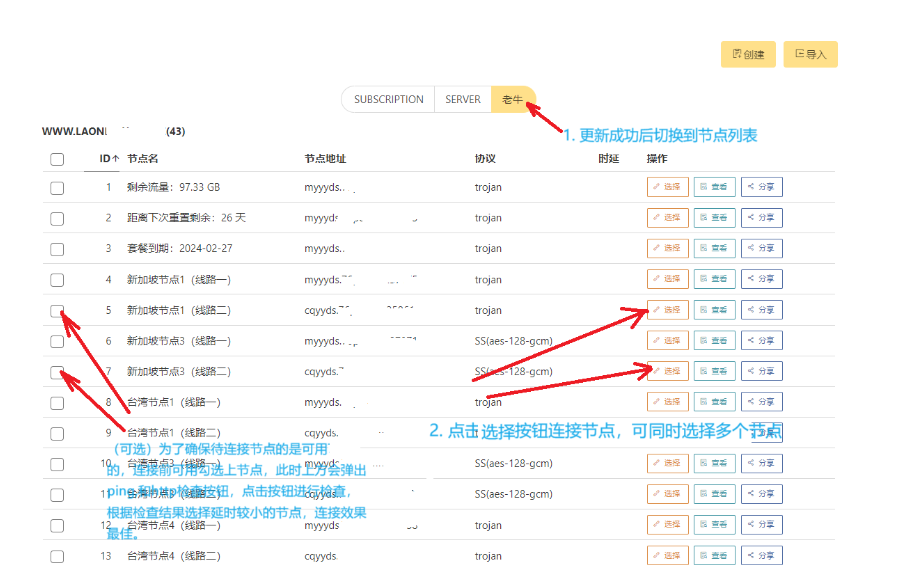 创建 导入
SUBSCRIPTION SERVER 老牛
1. 更新成功后切换到节点列表
WWW.LAON (43)
ID↑ 节点名 节点地址 协议 时延 操作
1 剩余流量：97.33 GB myyyds.. trojan 选择 查看 分享
2 距离下次重置剩余：26 天 myyyds trojan 选择 查看 分享
3 套餐到期：2024-02-27 myyyds.. trojan 选择 查看 分享
4 新加坡节点1（线路一） myyyds. trojan 选择 查看 分享
5 新加坡节点1（线路二） cqyyds. trojan 选择 查看 分享
6 新加坡节点3（线路一） myyyds.. SS(aes-128-gcm) 选择 查看 分享
7 新加坡节点3（线路二） cqyyds. SS(aes-128-gcm) 选择 查看 分享
8 台湾节点1（线路一） myyyds. trojan 选择 查看 分享
9 台湾节点1（线路二） cqyyds. 分享
2. 点击选择按钮连接节点，可同时选择多个节点
（可选）为了确保待连接节点的是可用
的，连接前可用勾选上节点，此时上方会弹出
ping 和http检查按钮，点击按钮进行检查，
根据检查结果选择延时较小的节点，连接效果
最佳。
10 台湾节点3（线路一） myyyds SS(aes-128-gcm) 选择 查看 分享
11 台湾节点3（线路二） cqyyds. SS(aes-128-gcm) 选择 查看 分享
12 台湾节点4（线路一） myyyds trojan 选择 查看 分享
13 台湾节点4（线路二） cqyyds. trojan 选择 查看 分享